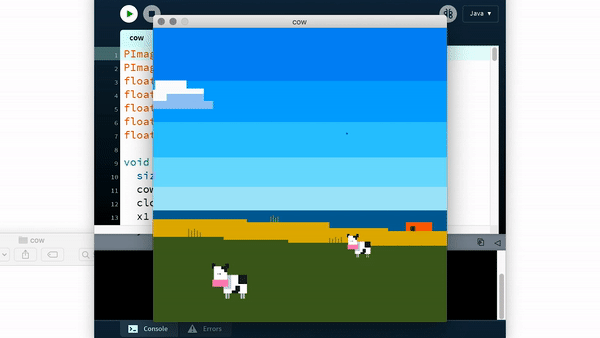 cow
Java ▾
cow
1 PImag
2 PImag
3 float
4 float
5 float
6 float
7 float
8
9 void
10 siz
11 cow
12 clo
13 x1
cow
Console
Errors